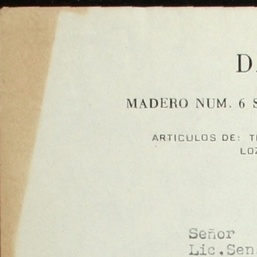 D
MADERO NUM. 6 S
ARTICULOS DE: T
LOZ
Señor
Lic.Sen